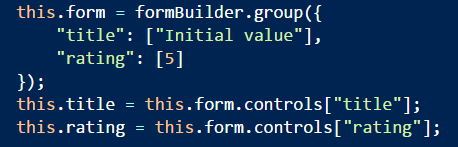 this.form = formBuilder.group({
    "title": ["Initial value"],
    "rating": [5]
});
this.title = this.form.controls["title"];
this.rating = this.form.controls["rating"];